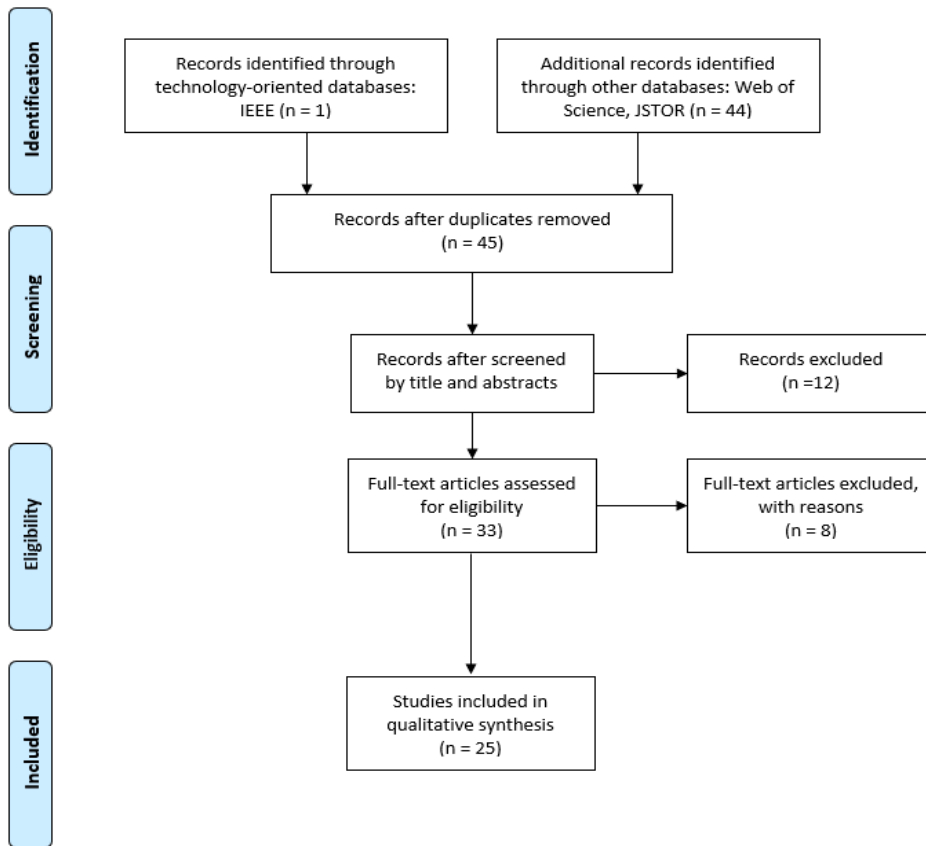 Identification
Records identified through
technology-oriented databases:
IEEE (n = 1)
Additional records identified
through other databases: Web of
Science, JSTOR (n = 44)
Records after duplicates removed
(n = 45)
Screening
Records after screened
by title and abstracts
Records excluded
(n =12)
Eligibility
Full-text articles assessed
for eligibility
(n = 33)
Full-text articles excluded,
with reasons
(n = 8)
Included
Studies included in
qualitative synthesis
(n = 25)